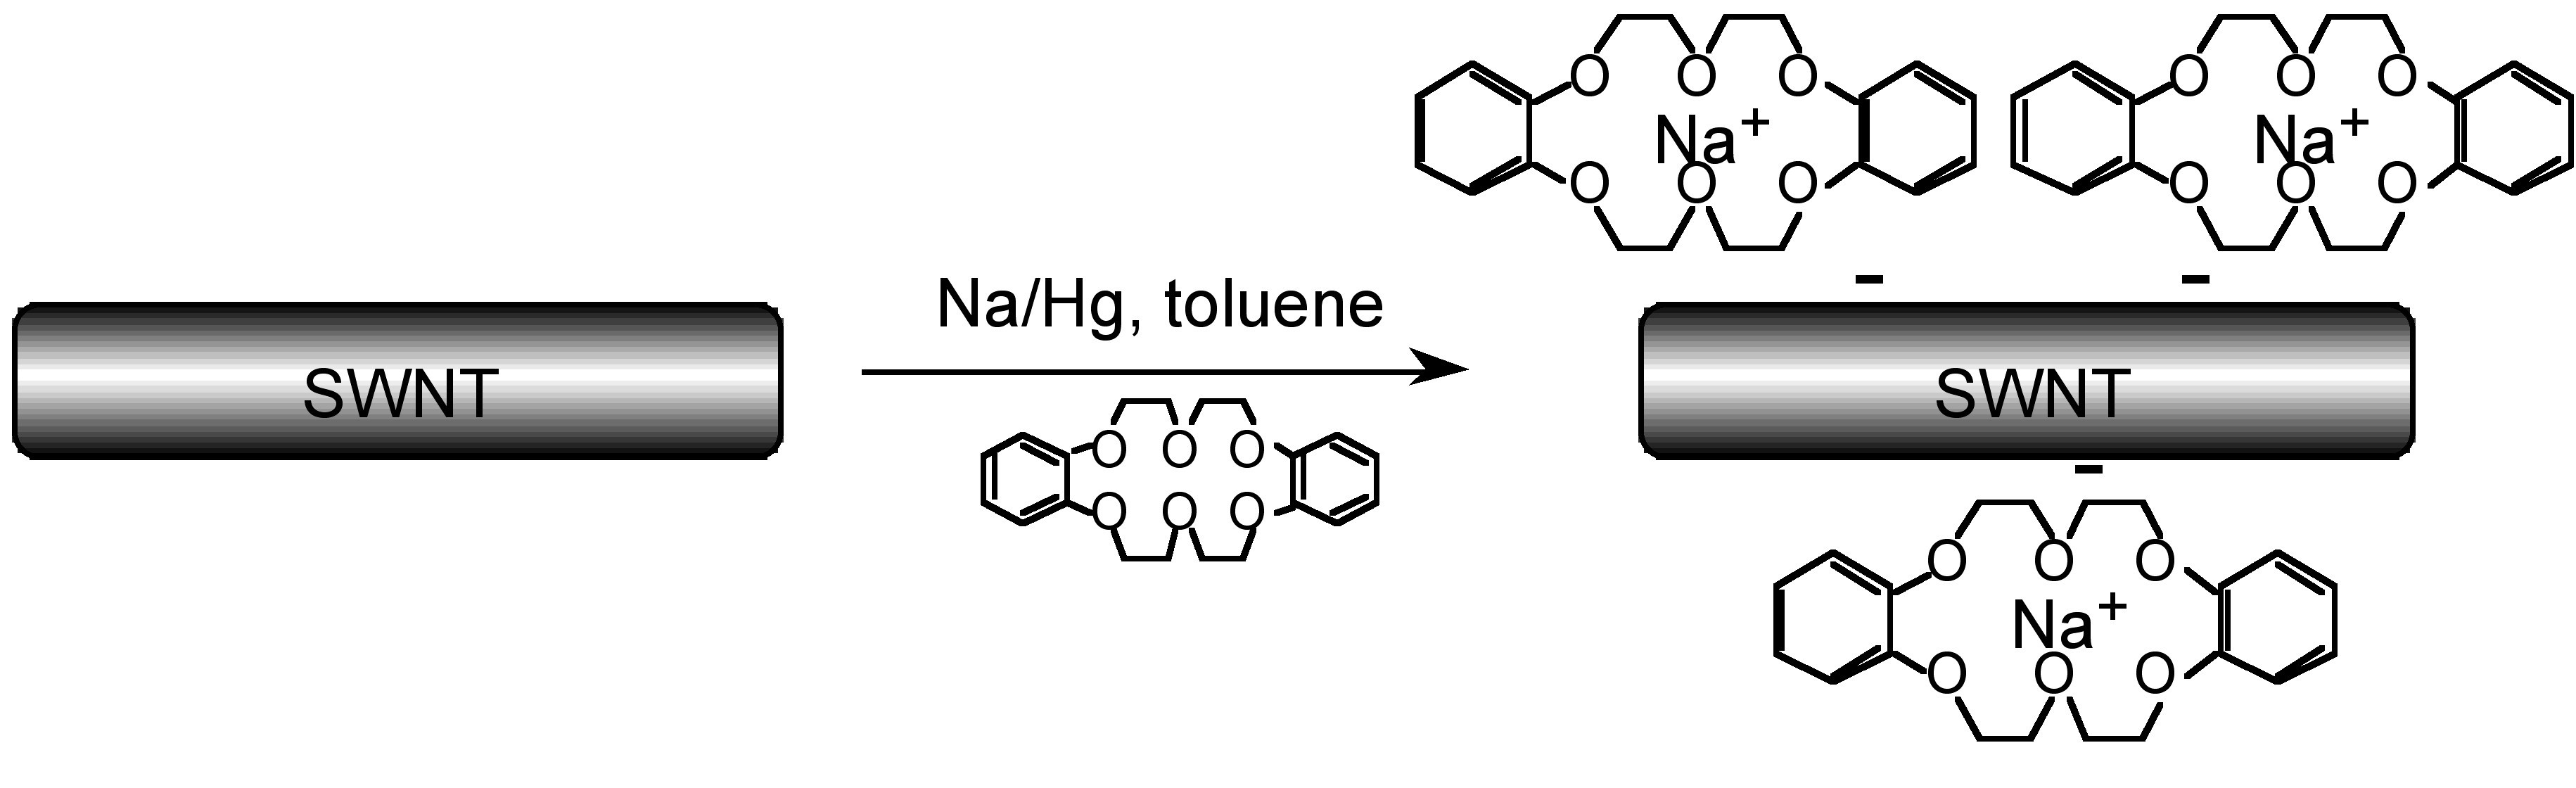 O O O O O O
Na+ Na+
O O O O O O
- -
Na/Hg, toluene
SWNT SWNT
-
O O O
O O O
O O O
Na+
O O O